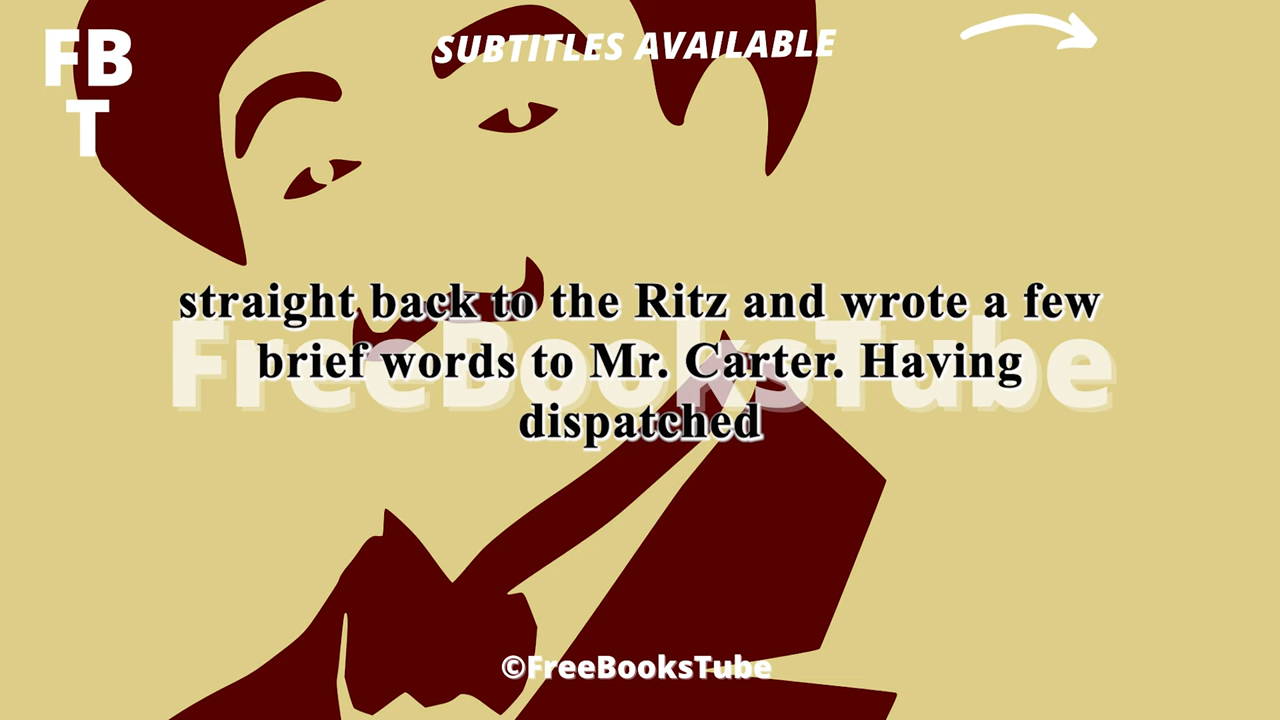 FB
T
SUBTITLES AVAILABLE
straight back to the Ritz and wrote a few
FreeBooksTube
brief words to Mr. Carter. Having
dispatched
©FreeBooksTube